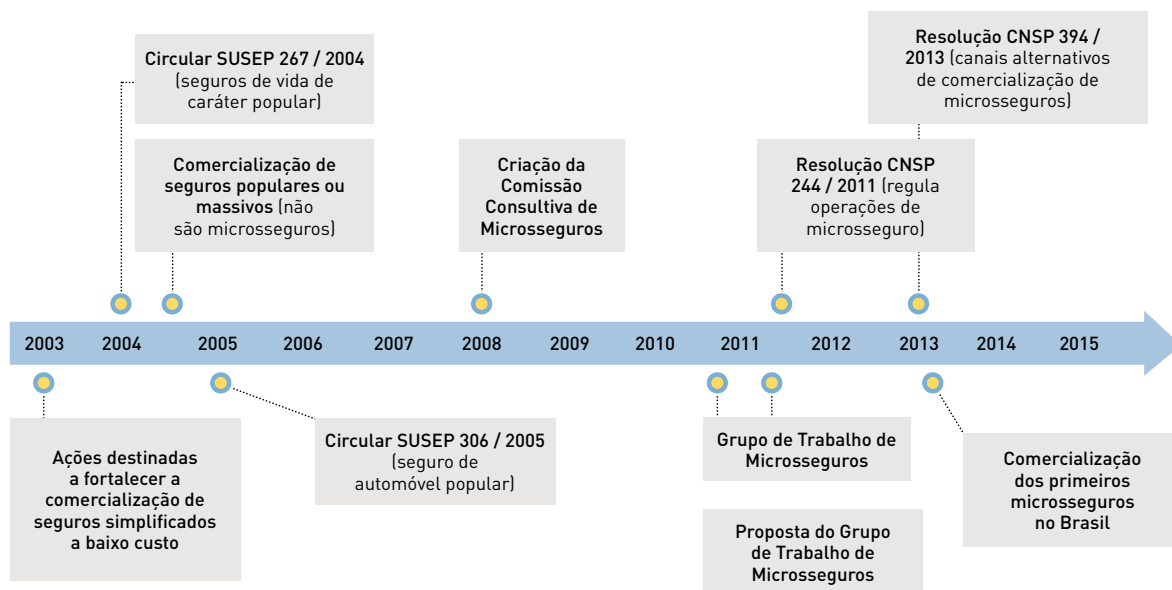 Circular SUSEP 267 / 2004
(seguros de vida de
caráter popular)
Resolução CNSP 394 /
2013 (canais alternativos
de comercialização de
microsseguros)
Comercialização de
seguros populares ou
massivos (não
são microsseguros)
Criação da
Comissão
Consultiva de
Microsseguros
Resolução CNSP
244 / 2011 (regula
operações de
microsseguro)
2003 2004 2005 2006 2007 2008 2009 2010 2011 2012 2013 2014 2015
Ações destinadas
a fortalecer a
comercialização de
seguros simplificados
a baixo custo
Circular SUSEP 306 / 2005
(seguro de
automóvel popular)
Grupo de Trabalho de
Microsseguros
Proposta do Grupo
de Trabalho de
Microsseguros
Comercialização
dos primeiros
microsseguros
no Brasil